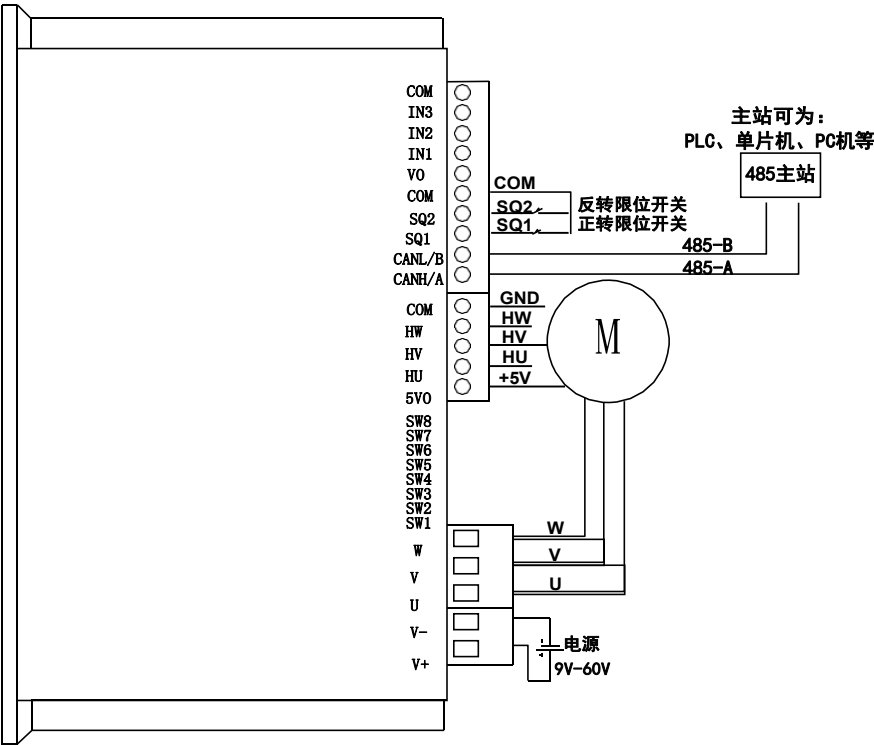 COM
IN3
IN2
IN1
VO
COM
SQ2
SQ1
CANL/B
CANH/A
COM
HW
HV
HU
5VO
SW8
SW7
SW6
SW5
SW4
SW3
SW2
SW1
W
V
U
V-
V+
COM
SQ2
反转限位开关
SQ1
正转限位开关
485-B
485-A
主站可为：
PLC、单片机、PC机等
485主站
GND
HW
HV
HU
+5V
M
W
V
U
电源
9V-60V